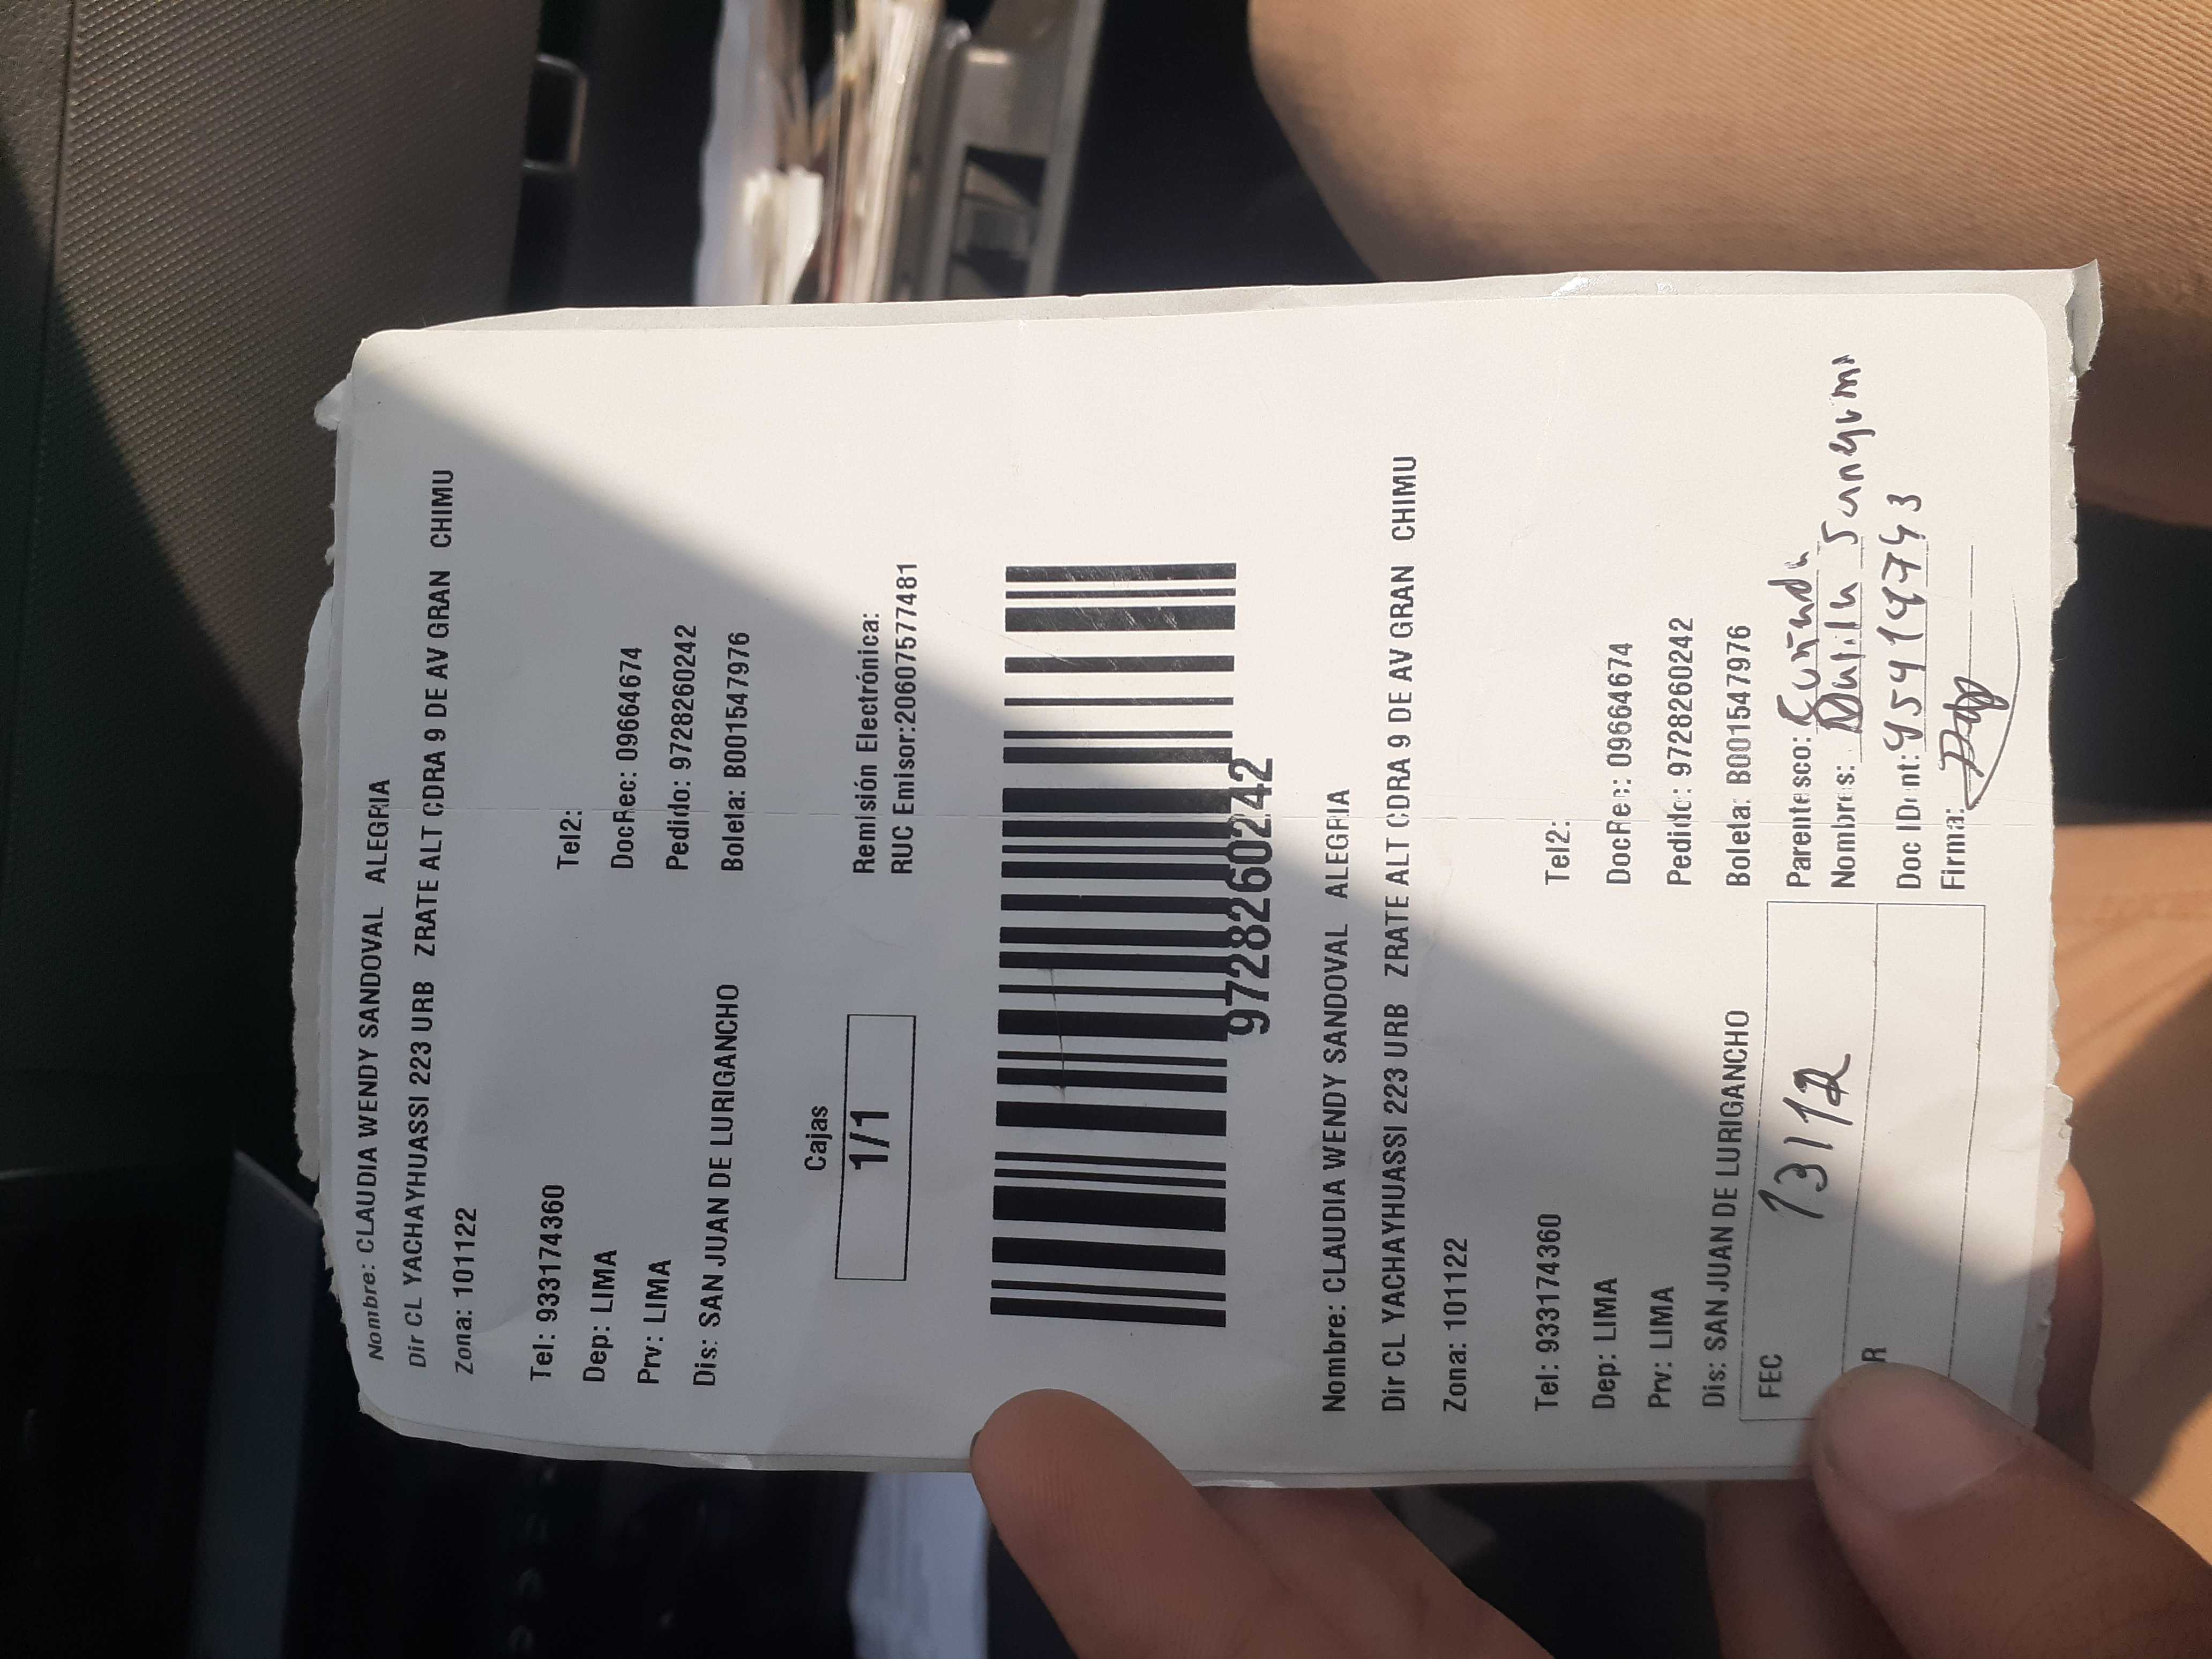 Nombre: CLAUDIA WENDY SANDOVAL ALEGRIA
Dir CL YACHAYHUASSI 223 URB ZRATE ALT CDRA 9 DE AV GRAN CHIMU
Zona: 101122
Tel: 933174360 Tel2:
Dep: LIMA DocRec: 09664674
Prv: LIMA Pedido: 9728260242
Dis: SAN JUAN DE LURIGANCHO Boleta: B001547976
Cajas
1/1
Remisión Electrónica:
RUC Emisor:20607577481
9728260242
Nombre: CLAUDIA WENDY SANDOVAL ALEGRIA
Dir CL YACHAYHUASSI 223 URB ZRATE ALT CDRA 9 DE AV GRAN CHIMU
Zona: 101122
Tel: 933174360 Tel2:
Dep: LIMA DocRec: 09664674
Prv: LIMA Pedido: 9728260242
Dis: SAN JUAN DE LURIGANCHO Boleta: B001547976
FEC 13/12
Parentesco: Cuñada
Nombres:
Doc IDent:
Firma: